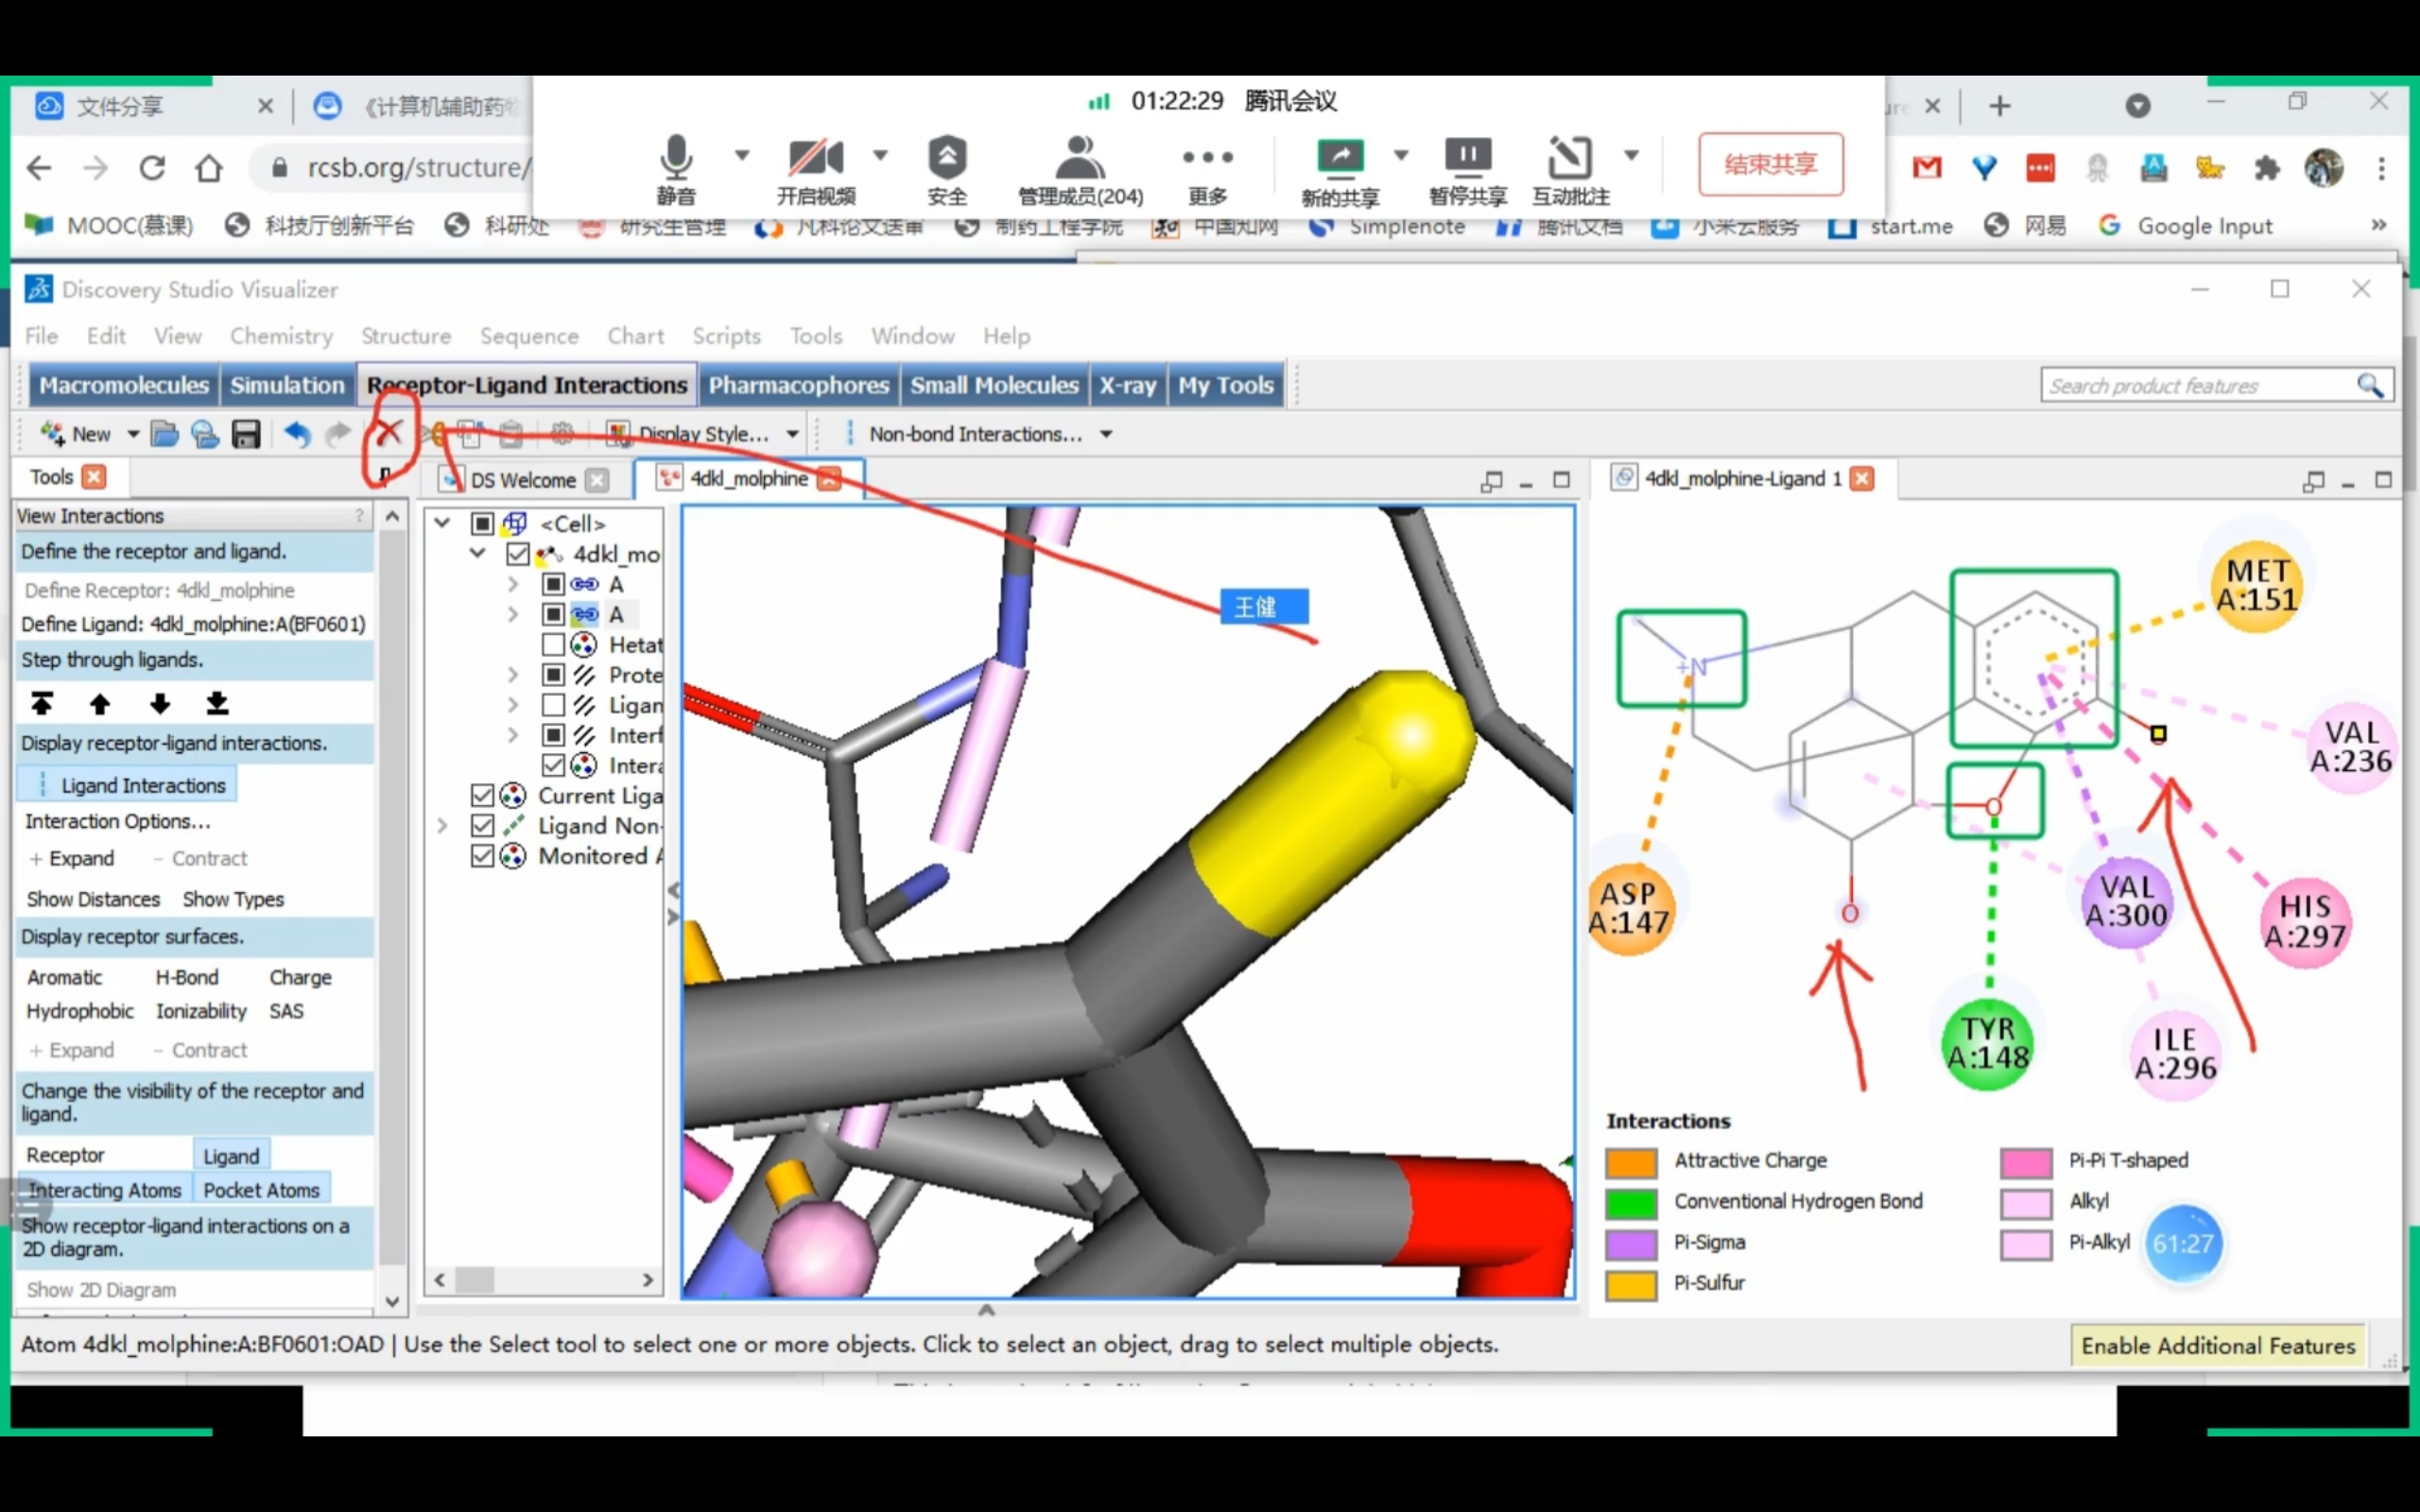 文件分享
《计算机辅助药物
01:22:29 腾讯会议
静音
开启视频
安全
管理成员(204)
更多
新的共享
暂停共享
互动批注
结束共享
rcsb.org/structure/
MOOC(慕课)
科技厅创新平台
科研处
研究生管理
凡科论文送审
制药工程学院
中国知网
Simplenote
腾讯文档
小米云服务
start.me
网易
Google Input
»
Discovery Studio Visualizer
File Edit View Chemistry Structure Sequence Chart Scripts Tools Window Help
Macromolecules Simulation Receptor-Ligand Interactions Pharmacophores Small Molecules X-ray My Tools
Search product features
New
Display Style...
Non-bond Interactions...
Tools
DS Welcome
4dkl_molphine
4dkl_molphine-Ligand 1
View Interactions ?
Define the receptor and ligand.
Define Receptor: 4dkl_molphine
Define Ligand: 4dkl_molphine:A(BF0601)
Step through ligands.
Display receptor-ligand interactions.
Ligand Interactions
Interaction Options...
+ Expand - Contract
Show Distances Show Types
Display receptor surfaces.
Aromatic H-Bond Charge
Hydrophobic Ionizability SAS
+ Expand - Contract
Change the visibility of the receptor and
ligand.
Receptor Ligand
Interacting Atoms Pocket Atoms
Show receptor-ligand interactions on a
2D diagram.
Show 2D Diagram
<Cell>
4dkl_mo
A
A
Hetat
Prote
Ligan
Interf
Intera
Current Liga
Ligand Non-
Monitored A
王健
MET
A:151
+N
VAL
A:236
O
O
ASP
A:147
VAL
A:300
HIS
A:297
TYR
A:148
ILE
A:296
Interactions
Attractive Charge
Conventional Hydrogen Bond
Pi-Sigma
Pi-Sulfur
Pi-Pi T-shaped
Alkyl
Pi-Alkyl
61:27
Atom 4dkl_molphine:A:BF0601:OAD | Use the Select tool to select one or more objects. Click to select an object, drag to select multiple objects.
Enable Additional Features